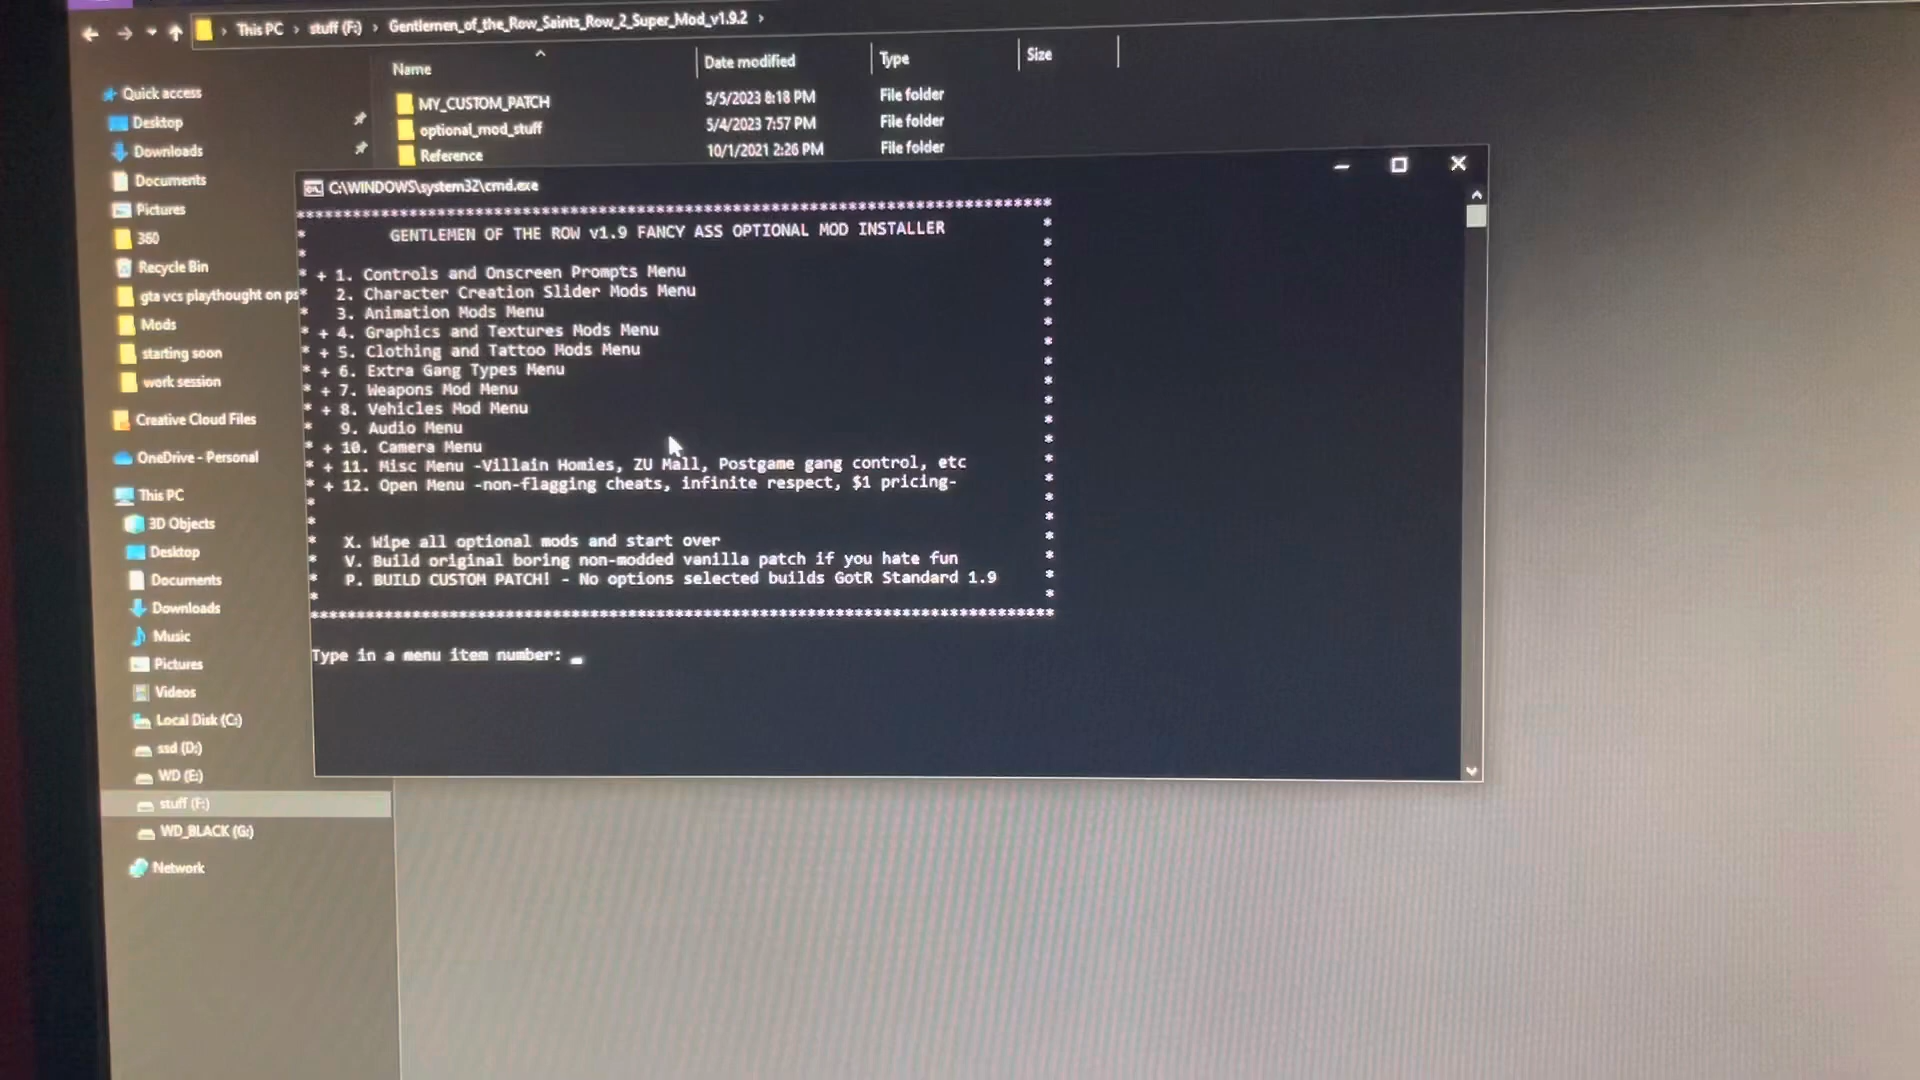 This PC > stuff (F:) > Gentlemen_of_the_Row_Saints_Row_2_Super_Mod_v1.9.2 >
Name Date modified Type Size
MY_CUSTOM_PATCH 5/5/2023 8:18 PM File folder
optional_mod_stuff 5/4/2023 7:57 PM File folder
Reference 10/1/2021 2:26 PM File folder
Quick access
Desktop
Downloads
Documents
Pictures
360
Recycle Bin
gta vcs playthought on ps
Mods
starting soon
work session
Creative Cloud Files
OneDrive - Personal
This PC
3D Objects
Desktop
Documents
Downloads
Music
Pictures
Videos
Local Disk (C:)
ssd (D:)
WD (E:)
stuff (F:)
WD_BLACK (G:)
Network
C:\WINDOWS\system32\cmd.exe
GENTLEMEN OF THE ROW v1.9 FANCY ASS OPTIONAL MOD INSTALLER
* + 1. Controls and Onscreen Prompts Menu *
* 2. Character Creation Slider Mods Menu *
* 3. Animation Mods Menu *
* + 4. Graphics and Textures Mods Menu *
* + 5. Clothing and Tattoo Mods Menu *
* + 6. Extra Gang Types Menu *
* + 7. Weapons Mod Menu *
* + 8. Vehicles Mod Menu *
* 9. Audio Menu *
* + 10. Camera Menu *
* + 11. Misc Menu -Villain Homies, ZU Mall, Postgame gang control, etc *
* + 12. Open Menu -non-flagging cheats, infinite respect, $1 pricing- *
* X. Wipe all optional mods and start over *
* V. Build original boring non-modded vanilla patch if you hate fun *
* P. BUILD CUSTOM PATCH! - No options selected builds GotR Standard 1.9 *
Type in a menu item number: _